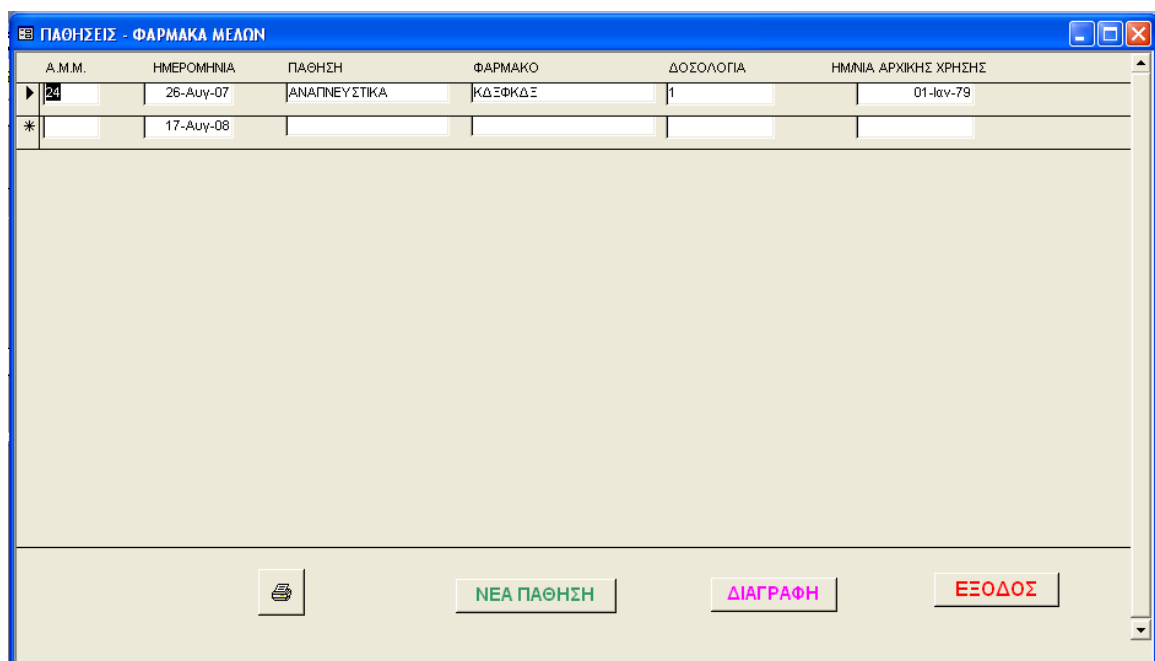 ΠΑΘΗΣΕΙΣ - ΦΑΡΜΑΚΑ ΜΕΛΩΝ
Α.Μ.Μ. ΗΜΕΡΟΜΗΝΙΑ ΠΑΘΗΣΗ ΦΑΡΜΑΚΟ ΔΟΣΟΛΟΓΙΑ ΗΜ/ΝΙΑ ΑΡΧΙΚΗΣ ΧΡΗΣΗΣ
24 26-Αυγ-07 ΑΝΑΠΝΕΥΣΤΙΚΑ ΚΔΞΦΚΔΞ 1 01-Ιαν-79
17-Αυγ-08
ΝΕΑ ΠΑΘΗΣΗ ΔΙΑΓΡΑΦΗ ΕΞΟΔΟΣ